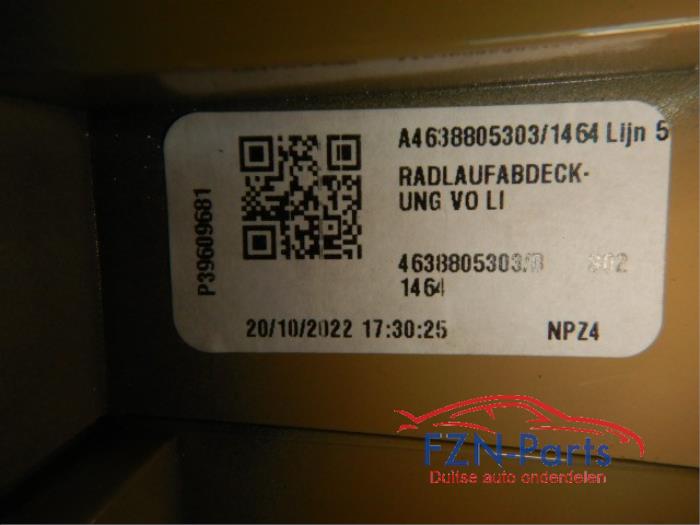 A4638805303/1464 Lijn 5
RADLAUFABDECK-
UNG VO LI
P39609681
4638805303/B 302
1464
20/10/2022 17:30:25 NPZ4
FZN-Parts
Duitse auto onderdelen